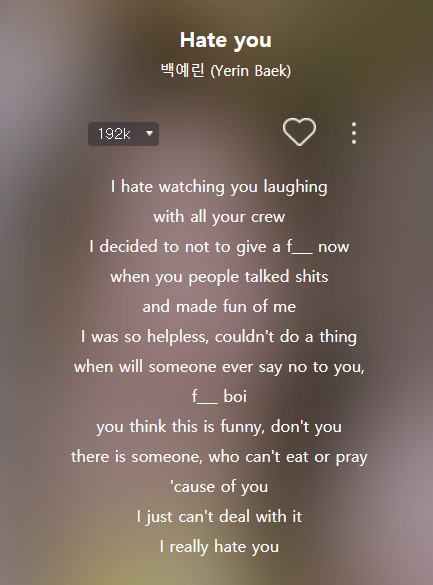 Hate you
백예린 (Yerin Baek)
192k
I hate watching you laughing
with all your crew
I decided to not to give a f___ now
when you people talked shits
and made fun of me
I was so helpless, couldn't do a thing
when will someone ever say no to you,
f___ boi
you think this is funny, don't you
there is someone, who can't eat or pray
'cause of you
I just can't deal with it
I really hate you